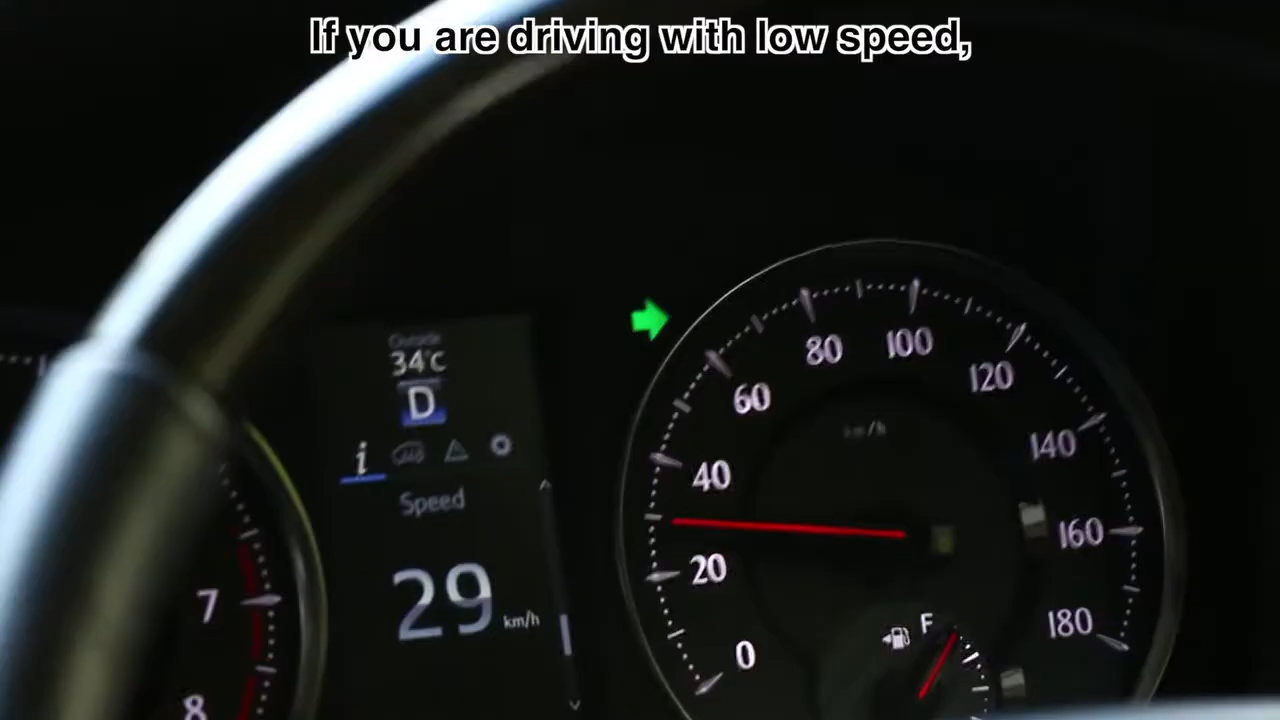 If you are driving with low speed,
Outside
34°C
D
i
Speed
29 km/h
7
8
0
20
40
60
80
100
120
140
160
180
km/h
F